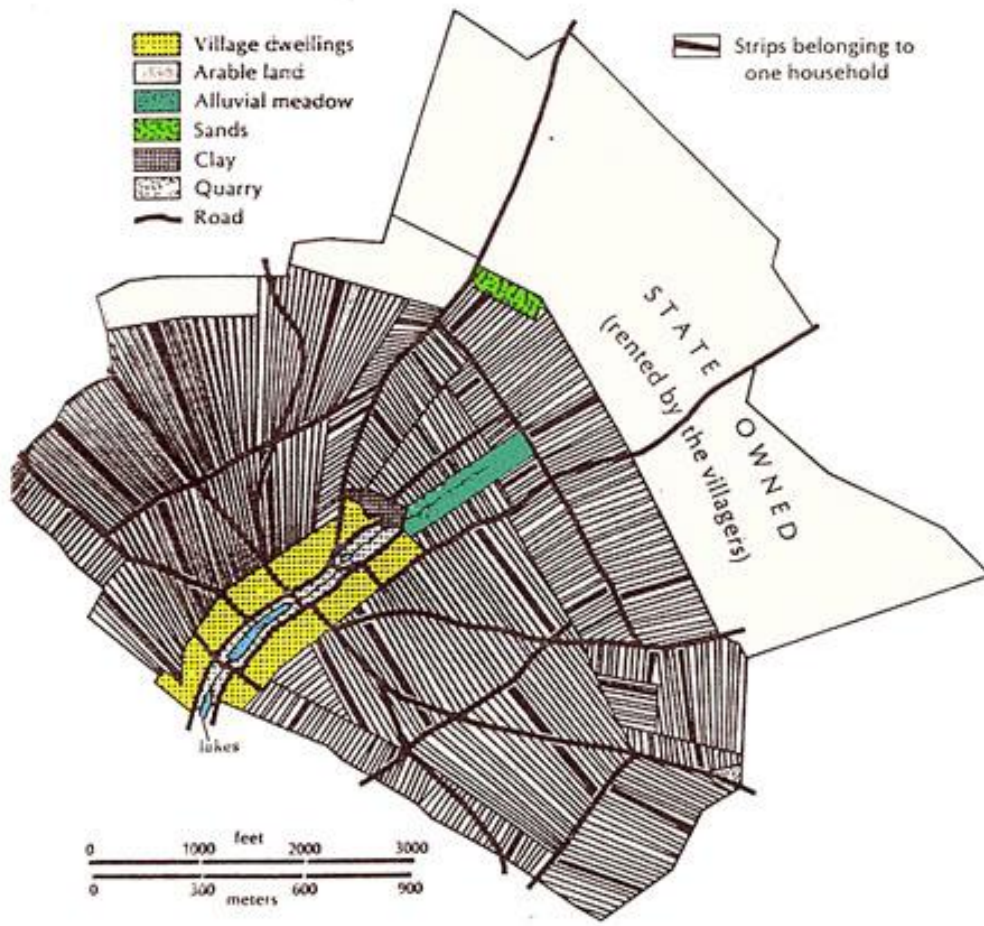 Village dwellings
Arable land
Alluvial meadow
Sands
Clay
Quarry
Road
Strips belonging to
one household
STATE
(rented by
OWNED
the villagers)
lakes
feet
0 1000 2000 3000
0 300 600 900
meters